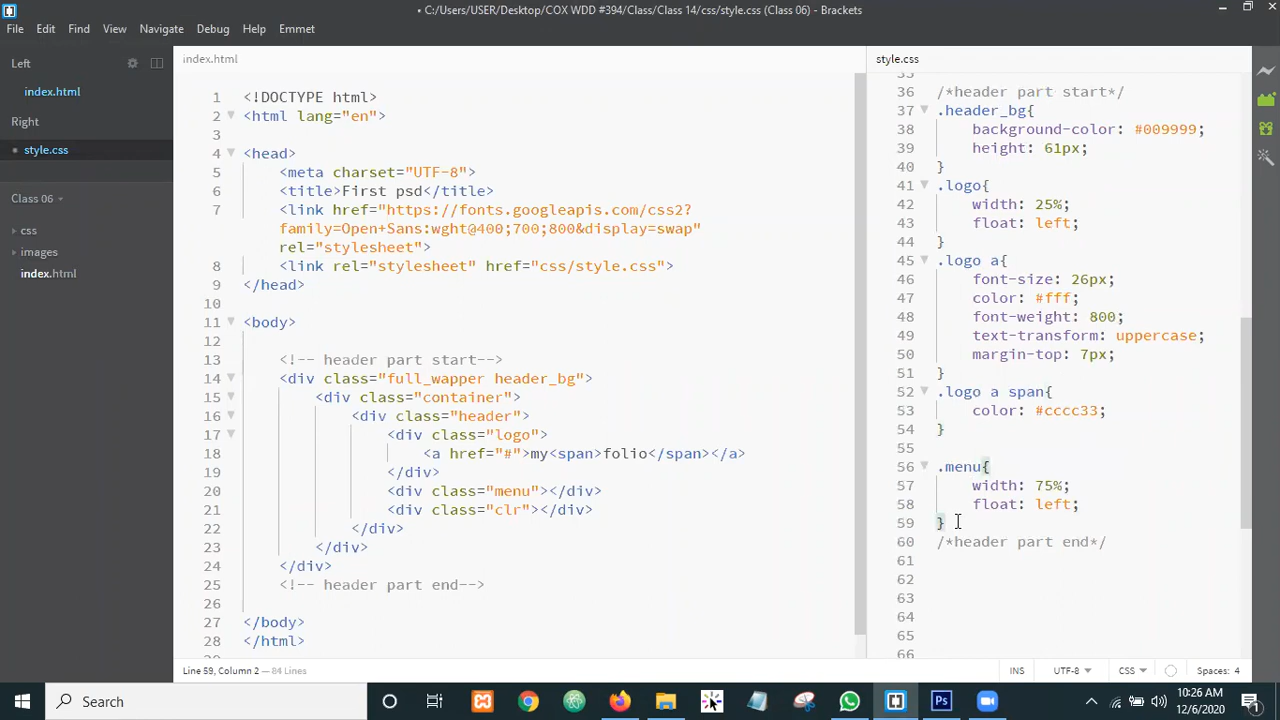 • C:/Users/USER/Desktop/COX WDD #394/Class/Class 14/css/style.css (Class 06) - Brackets
File Edit Find View Navigate Debug Help Emmet
Left
index.html
Right
• style.css
Class 06
css
images
index.html
index.html
1 <!DOCTYPE html>
2 <html lang="en">
3
4 <head>
5 <meta charset="UTF-8">
6 <title>First psd</title>
7 <link href="https://fonts.googleapis.com/css2?
family=Open+Sans:wght@400;700;800&display=swap"
rel="stylesheet">
8 <link rel="stylesheet" href="css/style.css">
9 </head>
10
11 <body>
12
13 <!-- header part start-->
14 <div class="full_wapper header_bg">
15 <div class="container">
16 <div class="header">
17 <div class="logo">
18 <a href="#">my<span>folio</span></a>
19 </div>
20 <div class="menu"></div>
21 <div class="clr"></div>
22 </div>
23 </div>
24 </div>
25 <!-- header part end-->
26
27 </body>
28 </html>
style.css
35
36 /*header part start*/
37 .header_bg{
38 background-color: #009999;
39 height: 61px;
40 }
41 .logo{
42 width: 25%;
43 float: left;
44 }
45 .logo a{
46 font-size: 26px;
47 color: #fff;
48 font-weight: 800;
49 text-transform: uppercase;
50 margin-top: 7px;
51 }
52 .logo a span{
53 color: #cccc33;
54 }
55
56 .menu{
57 width: 75%;
58 float: left;
59 }
60 /*header part end*/
61
62
63
64
65
66
Line 59, Column 2 — 84 Lines
INS UTF-8 CSS Spaces: 4
Search
10:26 AM
12/6/2020